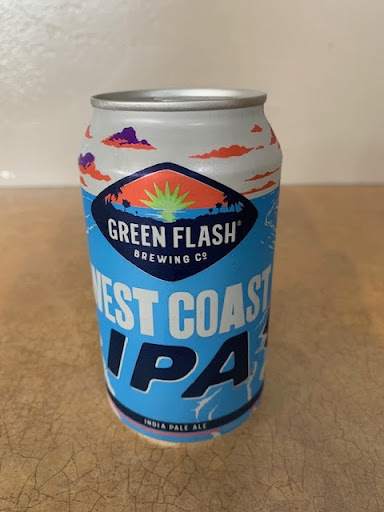 GREEN FLASH®
BREWING Cº
WEST COAST
IPA
INDIA PALE ALE